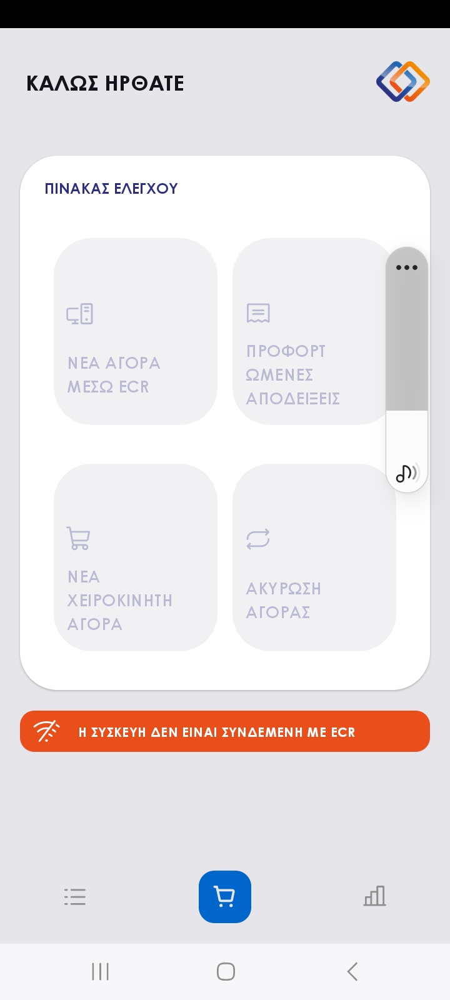 ΚΑΛΩΣ ΗΡΘΑΤΕ
ΠΙΝΑΚΑΣ ΕΛΕΓΧΟΥ
ΝΕΑ ΑΓΟΡΑ
ΜΕΣΩ ECR
ΠΡΟΦΟΡΤ
ΩΜΕΝΕΣ
ΑΠΟΔΕΙΞΕΙΣ
ΝΕΑ
ΧΕΙΡΟΚΙΝΗΤΗ
ΑΓΟΡΑ
ΑΚΥΡΩΣΗ
ΑΓΟΡΑΣ
Η ΣΥΣΚΕΥΗ ΔΕΝ ΕΙΝΑΙ ΣΥΝΔΕΜΕΝΗ ΜΕ ECR